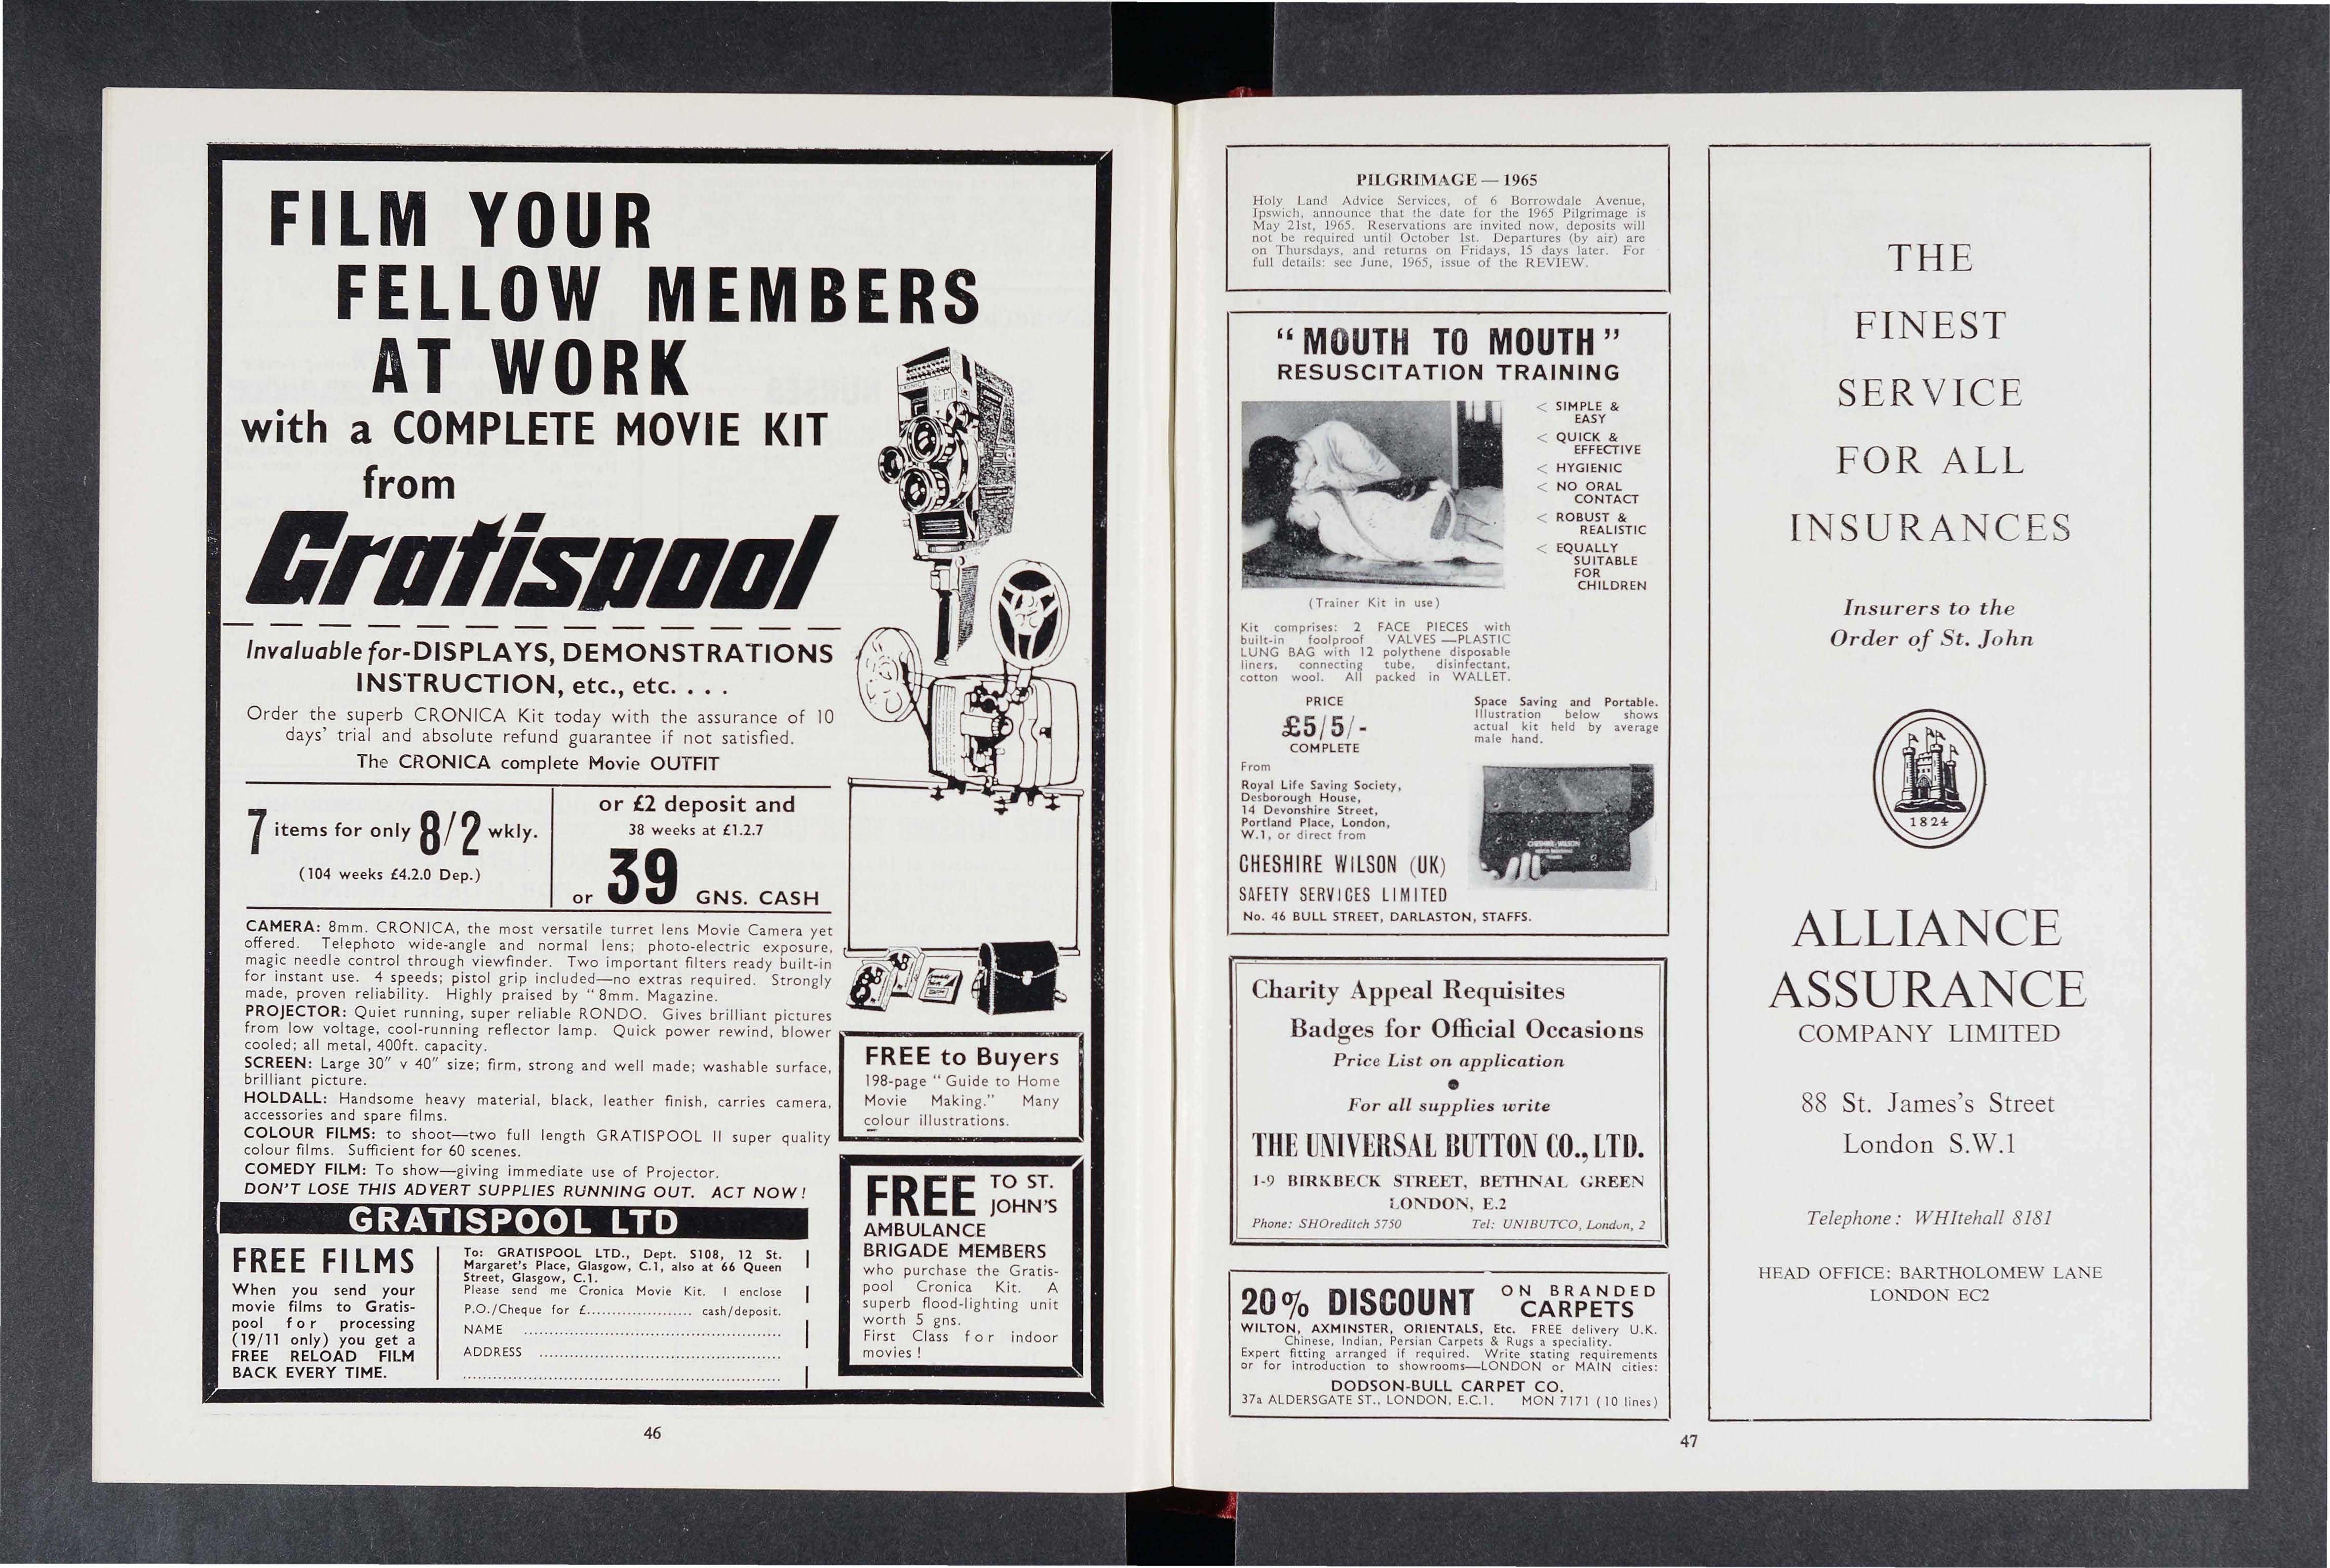 FILM YOUR
FELLOW MEMBERS
AT WORK
with a COMPLETE MOVIE KIT
from
Gratispool
Invaluable for-DISPLAYS, DEMONSTRATIONS
INSTRUCTION, etc., etc. . . .
Order the superb CRONICA Kit today with the assurance of 10
days' trial and absolute refund guarantee if not satisfied.
The CRONICA complete Movie OUTFIT
7 items for only 8/2 wkly.
(104 weeks £4.2.0 Dep.)
or £2 deposit and
38 weeks at £1.2.7
or 39 GNS. CASH
CAMERA: 8mm. CRONICA, the most versatile turret lens Movie Camera yet
offered. Telephoto wide-angle and normal lens; photo-electric exposure,
magic needle control through viewfinder. Two important filters ready built-in
for instant use. 4 speeds; pistol grip included—no extras required. Strongly
made, proven reliability. Highly praised by "8mm. Magazine.
PROJECTOR: Quiet running, super reliable RONDO. Gives brilliant pictures
from low voltage, cool-running reflector lamp. Quick power rewind, blower
cooled; all metal, 400ft. capacity.
SCREEN: Large 30" v 40" size; firm, strong and well made; washable surface,
brilliant picture.
HOLDALL: Handsome heavy material, black, leather finish, carries camera,
accessories and spare films.
COLOUR FILMS: to shoot—two full length GRATISPOOL II super quality
colour films. Sufficient for 60 scenes.
COMEDY FILM: To show—giving immediate use of Projector.
DON'T LOSE THIS ADVERT SUPPLIES RUNNING OUT. ACT NOW!
GRATISPOOL LTD
FREE FILMS
When you send your
movie films to Gratis-
pool for processing
(19/11 only) you get a
FREE RELOAD FILM
BACK EVERY TIME.
To: GRATISPOOL LTD., Dept. S108, 12 St.
Margaret's Place, Glasgow, C.1, also at 66 Queen
Street, Glasgow, C.1.
Please send me Cronica Movie Kit. I enclose
P.O./Cheque for £.................... cash/deposit.
NAME ................................................
ADDRESS .............................................
............................................................
FREE to Buyers
198-page "Guide to Home
Movie Making." Many
colour illustrations.
FREE TO ST.
JOHN'S
AMBULANCE
BRIGADE MEMBERS
who purchase the Gratis-
pool Cronica Kit. A
superb flood-lighting unit
worth 5 gns.
First Class for indoor
movies!
46
PILGRIMAGE — 1965
Holy Land Advice Services, of 6 Borrowdale Avenue,
Ipswich, announce that the date for the 1965 Pilgrimage is
May 21st, 1965. Reservations are invited now, deposits will
not be required until October 1st. Departures (by air) are
on Thursdays, and returns on Fridays, 15 days later. For
full details: see June, 1965, issue of the REVIEW.
"MOUTH TO MOUTH"
RESUSCITATION TRAINING
< SIMPLE &
EASY
< QUICK &
EFFECTIVE
< HYGIENIC
< NO ORAL
CONTACT
< ROBUST &
REALISTIC
< EQUALLY
SUITABLE
FOR
CHILDREN
(Trainer Kit in use)
Kit comprises: 2 FACE PIECES with
built-in foolproof VALVES—PLASTIC
LUNG BAG with 12 polythene disposable
liners, connecting tube, disinfectant,
cotton wool. All packed in WALLET.
PRICE
£5/5/-
COMPLETE
Space Saving and Portable.
Illustration below shows
actual kit held by average
male hand.
From
Royal Life Saving Society,
Desborough House,
14 Devonshire Street,
Portland Place, London,
W.1, or direct from
CHESHIRE WILSON (UK)
SAFETY SERVICES LIMITED
No. 46 BULL STREET, DARLASTON, STAFFS.
CHESHIRE-WILSON
Charity Appeal Requisites
Badges for Official Occasions
Price List on application
For all supplies write
THE UNIVERSAL BUTTON CO., LTD.
1-9 BIRKBECK STREET, BETHNAL GREEN
LONDON, E.2
Phone: SHOreditch 5750 Tel: UNIBUTCO, London, 2
20% DISCOUNT ON BRANDED
CARPETS
WILTON, AXMINSTER, ORIENTALS, Etc. FREE delivery U.K.
Chinese, Indian, Persian Carpets & Rugs a speciality.
Expert fitting arranged if required. Write stating requirements
or for introduction to showrooms—LONDON or MAIN cities:
DODSON-BULL CARPET CO.
37a ALDERSGATE ST., LONDON, E.C.1. MON 7171 (10 lines)
THE
FINEST
SERVICE
FOR ALL
INSURANCES
Insurers to the
Order of St. John
1824
ALLIANCE
ASSURANCE
COMPANY LIMITED
88 St. James's Street
London S.W.1
Telephone: WHItehall 8181
HEAD OFFICE: BARTHOLOMEW LANE
LONDON EC2
47